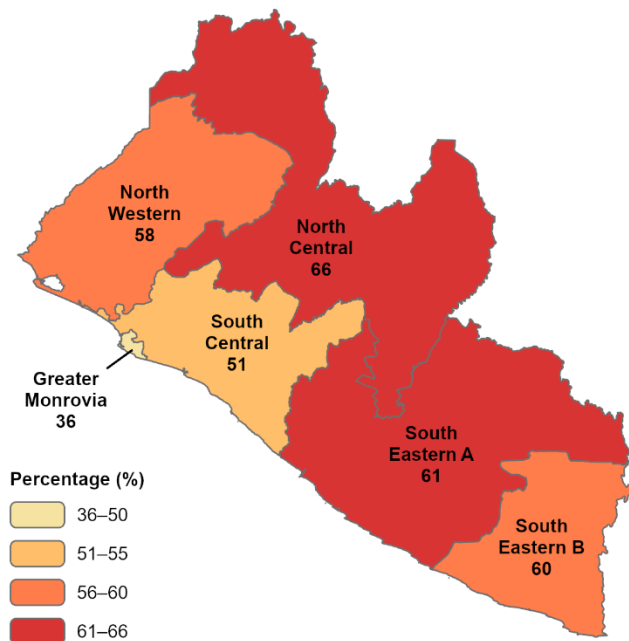 North
Western
58
North
Central
66
South
Central
51
Greater
Monrovia
36
South
Eastern A
61
South
Eastern B
60
Percentage (%)
36–50
51–55
56–60
61–66